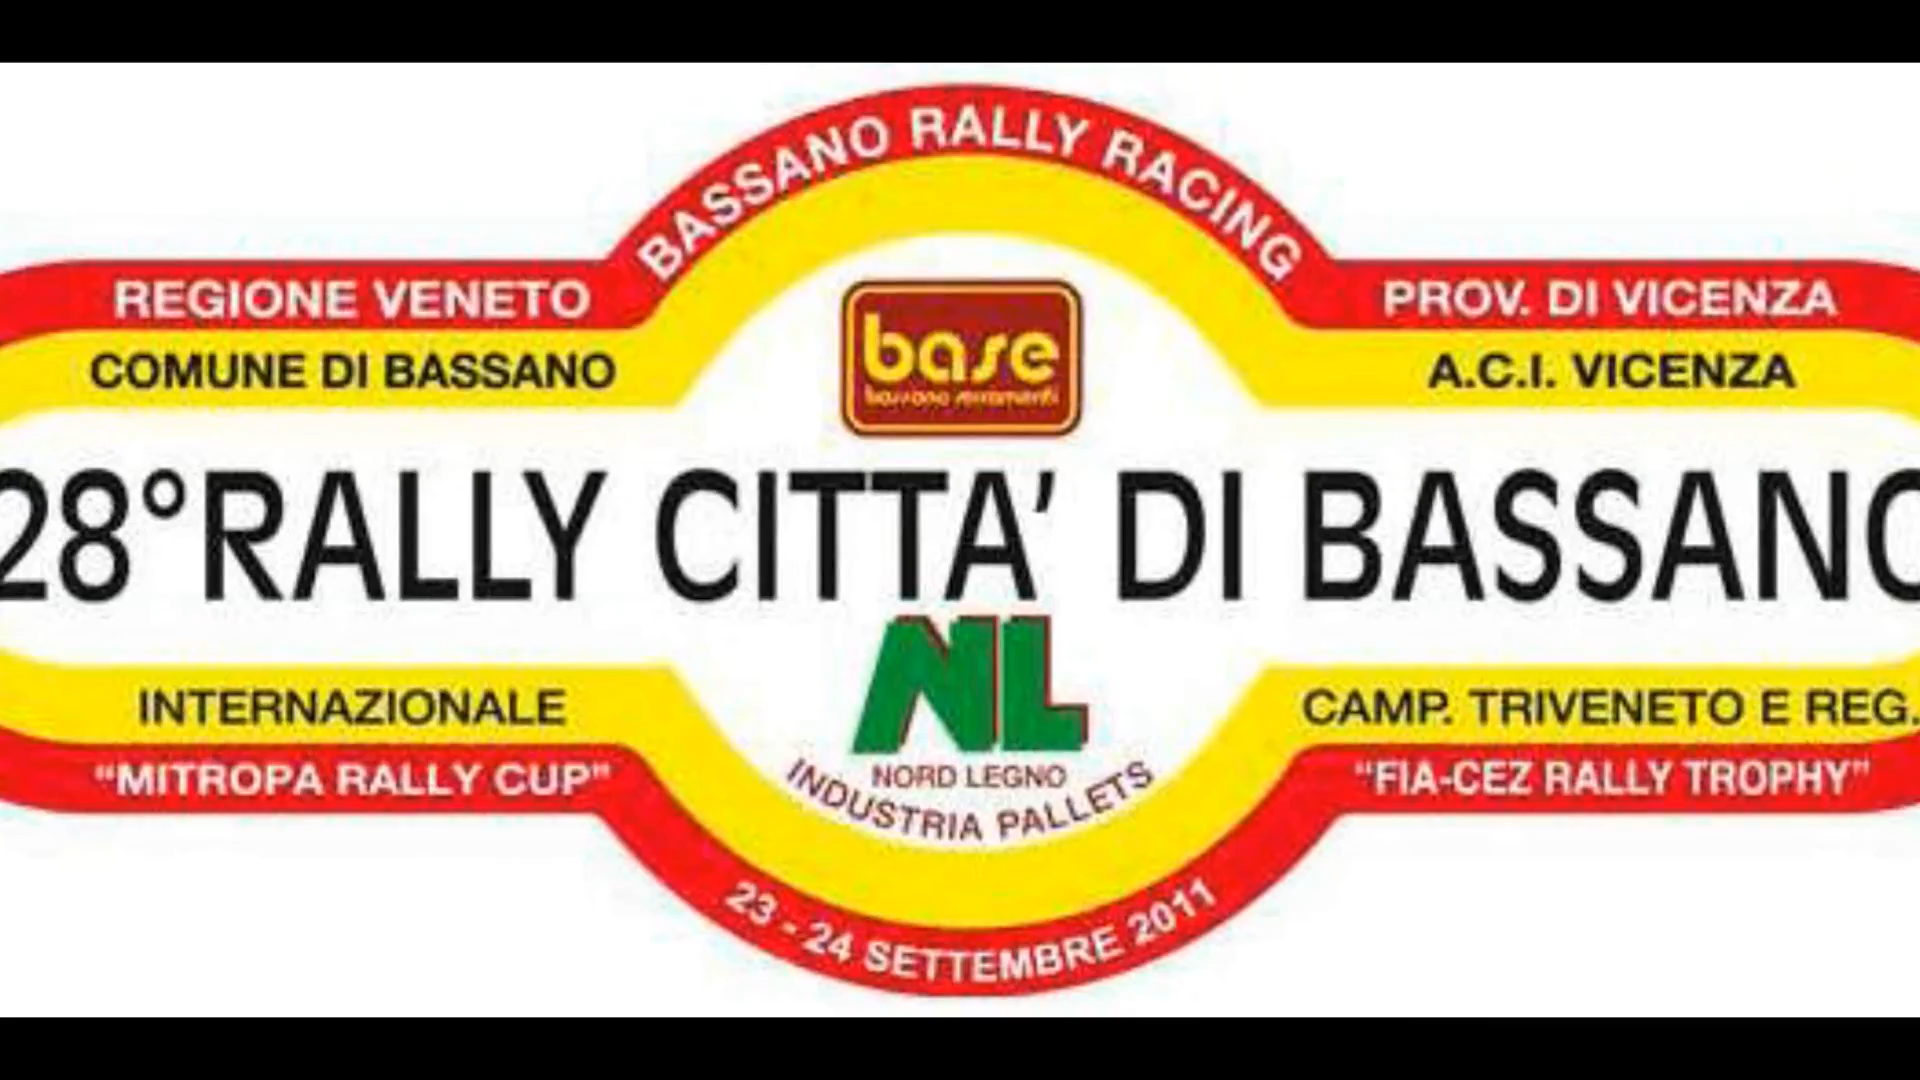 BASSANO RALLY RACING
REGIONE VENETO
PROV. DI VICENZA
COMUNE DI BASSANO
A.C.I. VICENZA
base
bassano ferramenti
28°RALLY CITTA' DI BASSANO
NL
INTERNAZIONALE
CAMP. TRIVENETO E REG.
"MITROPA RALLY CUP"
"FIA-CEZ RALLY TROPHY"
NORD LEGNO
INDUSTRIA PALLETS
23 - 24 SETTEMBRE 2011